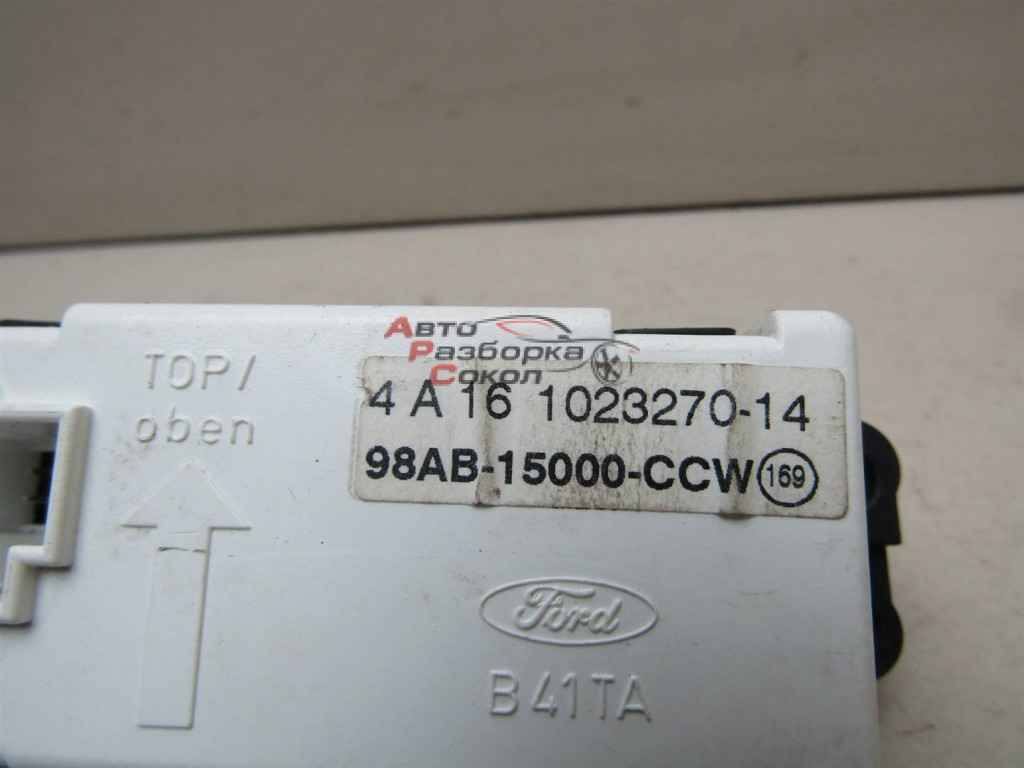 Авто
Разборка
Сокол
TOP/
oben
4 A 16 1023270-14
98AB-15000-CCW 169
Ford
B41TA